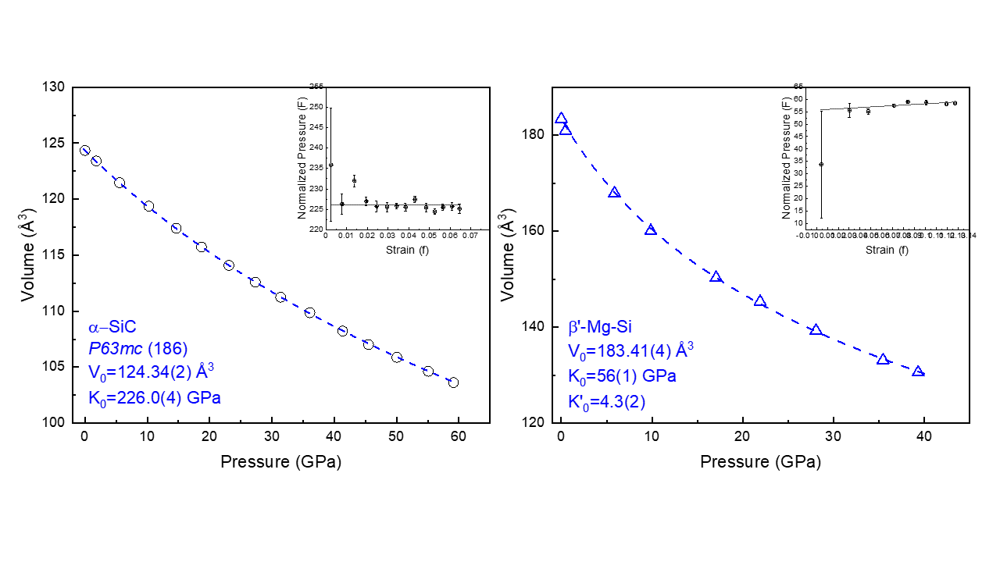 130
125
120
115
110
105
100
Volume (Å³)
0 10 20 30 40 50 60
Pressure (GPa)
α–SiC
P63mc (186)
V₀=124.34(2) Å³
K₀=226.0(4) GPa
255
250
245
240
235
230
225
220
Normalized Pressure (F)
0 0.01 0.02 0.03 0.04 0.05 0.06 0.07
Strain (f)
180
160
140
120
Volume (Å³)
0 10 20 30 40
Pressure (GPa)
β'-Mg-Si
V₀=183.41(4) Å³
K₀=56(1) GPa
K'₀=4.3(2)
65
60
55
50
45
40
35
30
25
20
15
10
Normalized Pressure (F)
Strain (f)